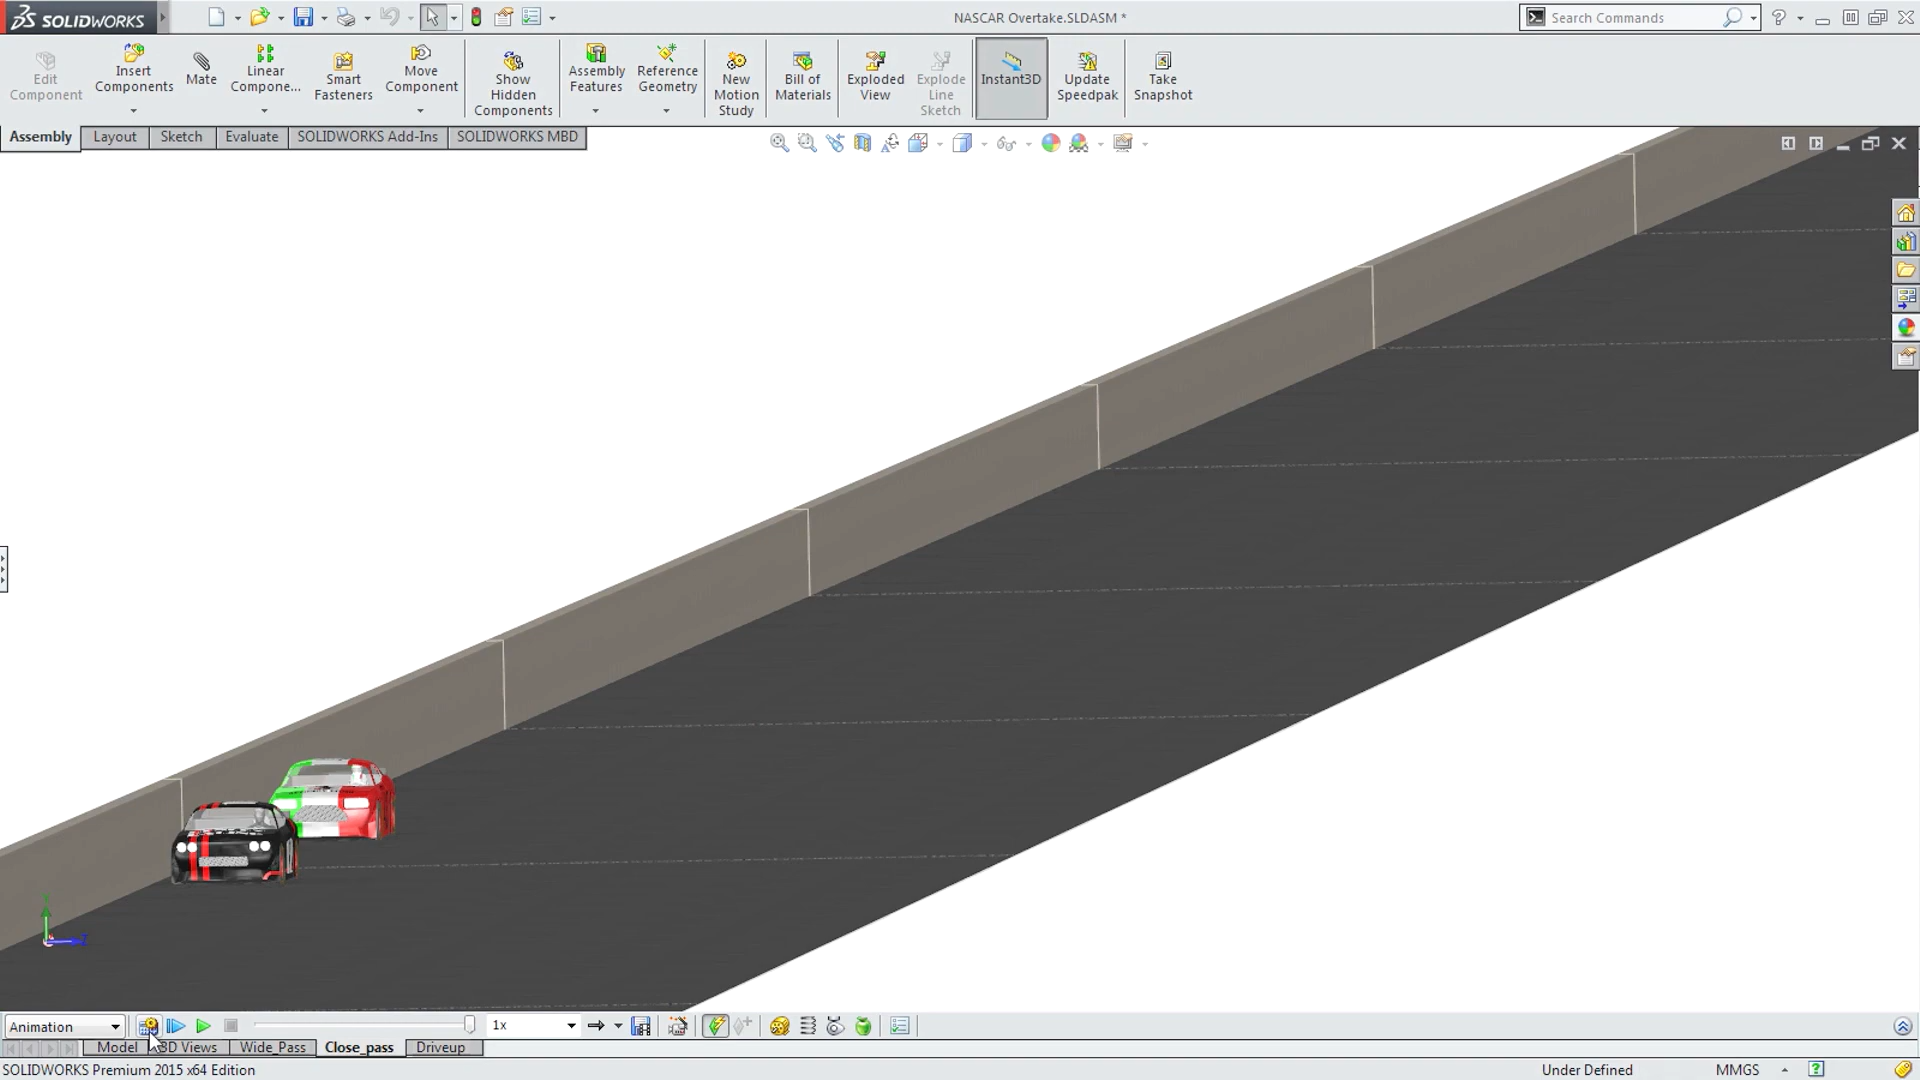 SOLIDWORKS
NASCAR Overtake.SLDASM *
Search Commands
Edit Component
Insert Components
Mate
Linear Compone...
Smart Fasteners
Move Component
Show Hidden Components
Assembly Features
Reference Geometry
New Motion Study
Bill of Materials
Exploded View
Explode Line Sketch
Instant3D
Update Speedpak
Take Snapshot
Assembly
Layout
Sketch
Evaluate
SOLIDWORKS Add-Ins
SOLIDWORKS MBD
Z
Animation
1x
Model
3D Views
Wide_Pass
Close_pass
Driveup
SOLIDWORKS Premium 2015 x64 Edition
Under Defined
MMGS